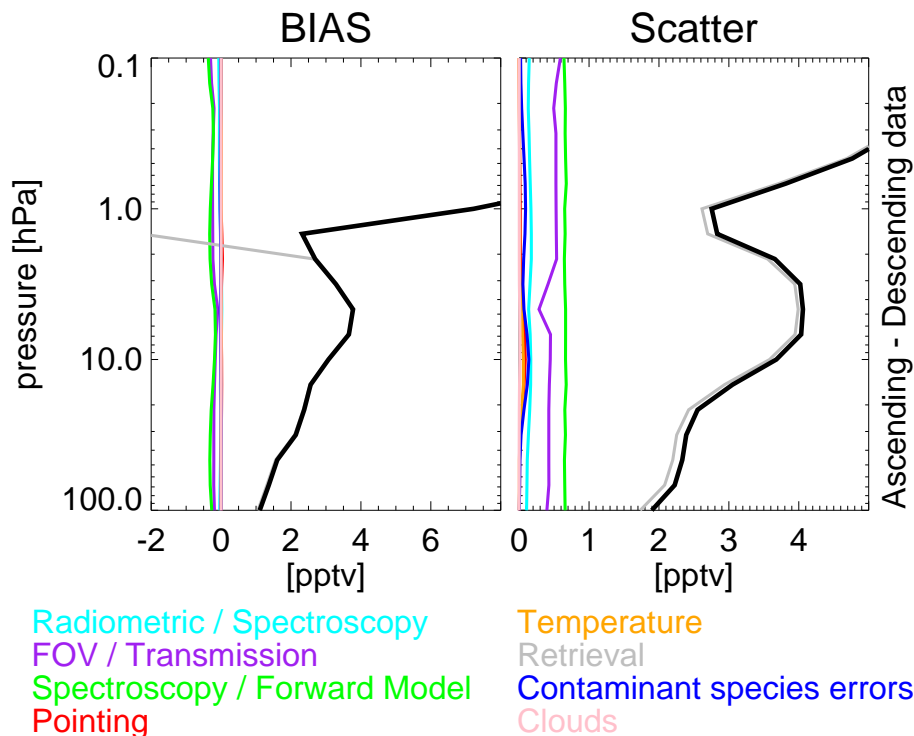 BIAS
Scatter
0.1
1.0
10.0
100.0
pressure [hPa]
-2 0 2 4 6
[pptv]
0 1 2 3 4
[pptv]
Ascending - Descending data
Radiometric / Spectroscopy
FOV / Transmission
Spectroscopy / Forward Model
Pointing
Temperature
Retrieval
Contaminant species errors
Clouds